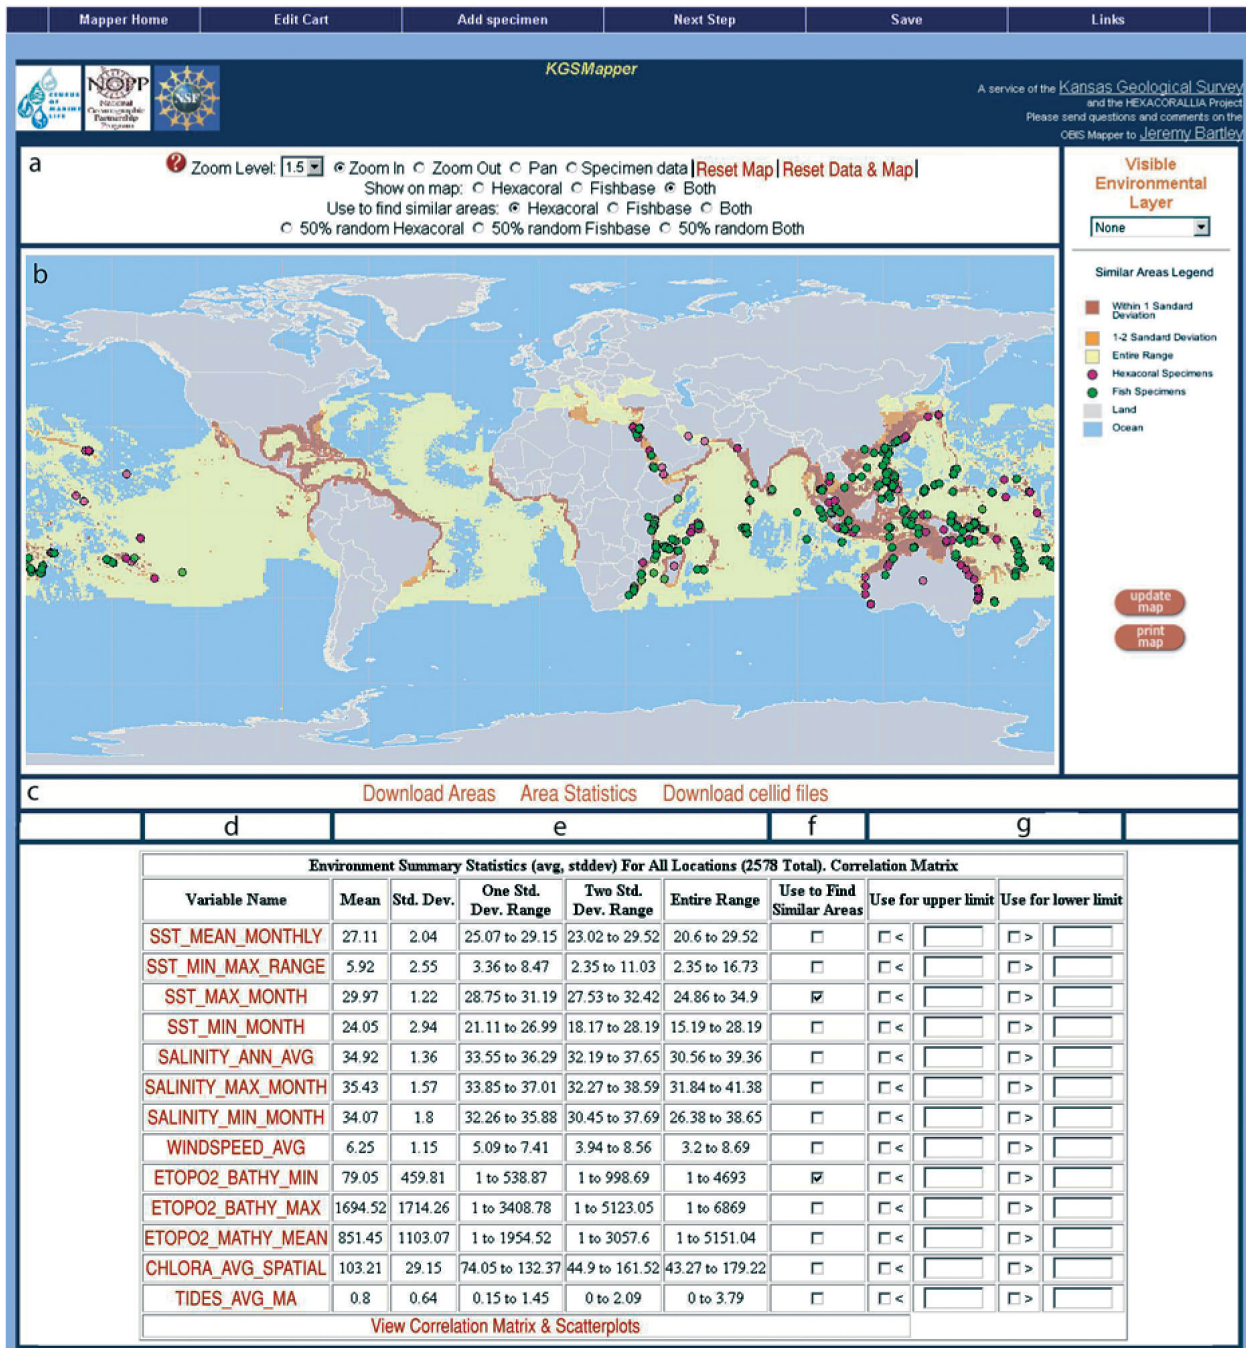 Mapper Home Edit Cart Add specimen Next Step Save Links
KGSMapper
CENSUS OF MARINE LIFE
NOPP
National Oceanographic Partnership Program
NSF
A service of the Kansas Geological Survey
and the HEXACORALLIA Project
Please send questions and comments on the
OBIS Mapper to Jeremy Bartley
a
? Zoom Level: 1.5 Zoom In Zoom Out Pan Specimen data |Reset Map | Reset Data & Map|
Show on map: Hexacoral Fishbase Both
Use to find similar areas: Hexacoral Fishbase Both
50% random Hexacoral 50% random Fishbase 50% random Both
Visible
Environmental
Layer
None
b
Similar Areas Legend
Within 1 Sandard
Deviation
1-2 Sandard Deviation
Entire Range
Hexacoral Specimens
Fish Specimens
Land
Ocean
update
map
print
map
c
Download Areas Area Statistics Download cellid files
d e f g
Environment Summary Statistics (avg, stddev) For All Locations (2578 Total). Correlation Matrix
Variable Name Mean Std. Dev. One Std. Dev. Range Two Std. Dev. Range Entire Range Use to Find Similar Areas Use for upper limit Use for lower limit
SST_MEAN_MONTHLY 27.11 2.04 25.07 to 29.15 23.02 to 29.52 20.6 to 29.52 < >
SST_MIN_MAX_RANGE 5.92 2.55 3.36 to 8.47 2.35 to 11.03 2.35 to 16.73 < >
SST_MAX_MONTH 29.97 1.22 28.75 to 31.19 27.53 to 32.42 24.86 to 34.9 < >
SST_MIN_MONTH 24.05 2.94 21.11 to 26.99 18.17 to 28.19 15.19 to 28.19 < >
SALINITY_ANN_AVG 34.92 1.36 33.55 to 36.29 32.19 to 37.65 30.56 to 39.36 < >
SALINITY_MAX_MONTH 35.43 1.57 33.85 to 37.01 32.27 to 38.59 31.84 to 41.38 < >
SALINITY_MIN_MONTH 34.07 1.8 32.26 to 35.88 30.45 to 37.69 26.38 to 38.65 < >
WINDSPEED_AVG 6.25 1.15 5.09 to 7.41 3.94 to 8.56 3.2 to 8.69 < >
ETOPO2_BATHY_MIN 79.05 459.81 1 to 538.87 1 to 998.69 1 to 4693 < >
ETOPO2_BATHY_MAX 1694.52 1714.26 1 to 3408.78 1 to 5123.05 1 to 6869 < >
ETOPO2_MATHY_MEAN 851.45 1103.07 1 to 1954.52 1 to 3057.6 1 to 5151.04 < >
CHLORA_AVG_SPATIAL 103.21 29.15 74.05 to 132.37 44.9 to 161.52 43.27 to 179.22 < >
TIDES_AVG_MA 0.8 0.64 0.15 to 1.45 0 to 2.09 0 to 3.79 < >
View Correlation Matrix & Scatterplots